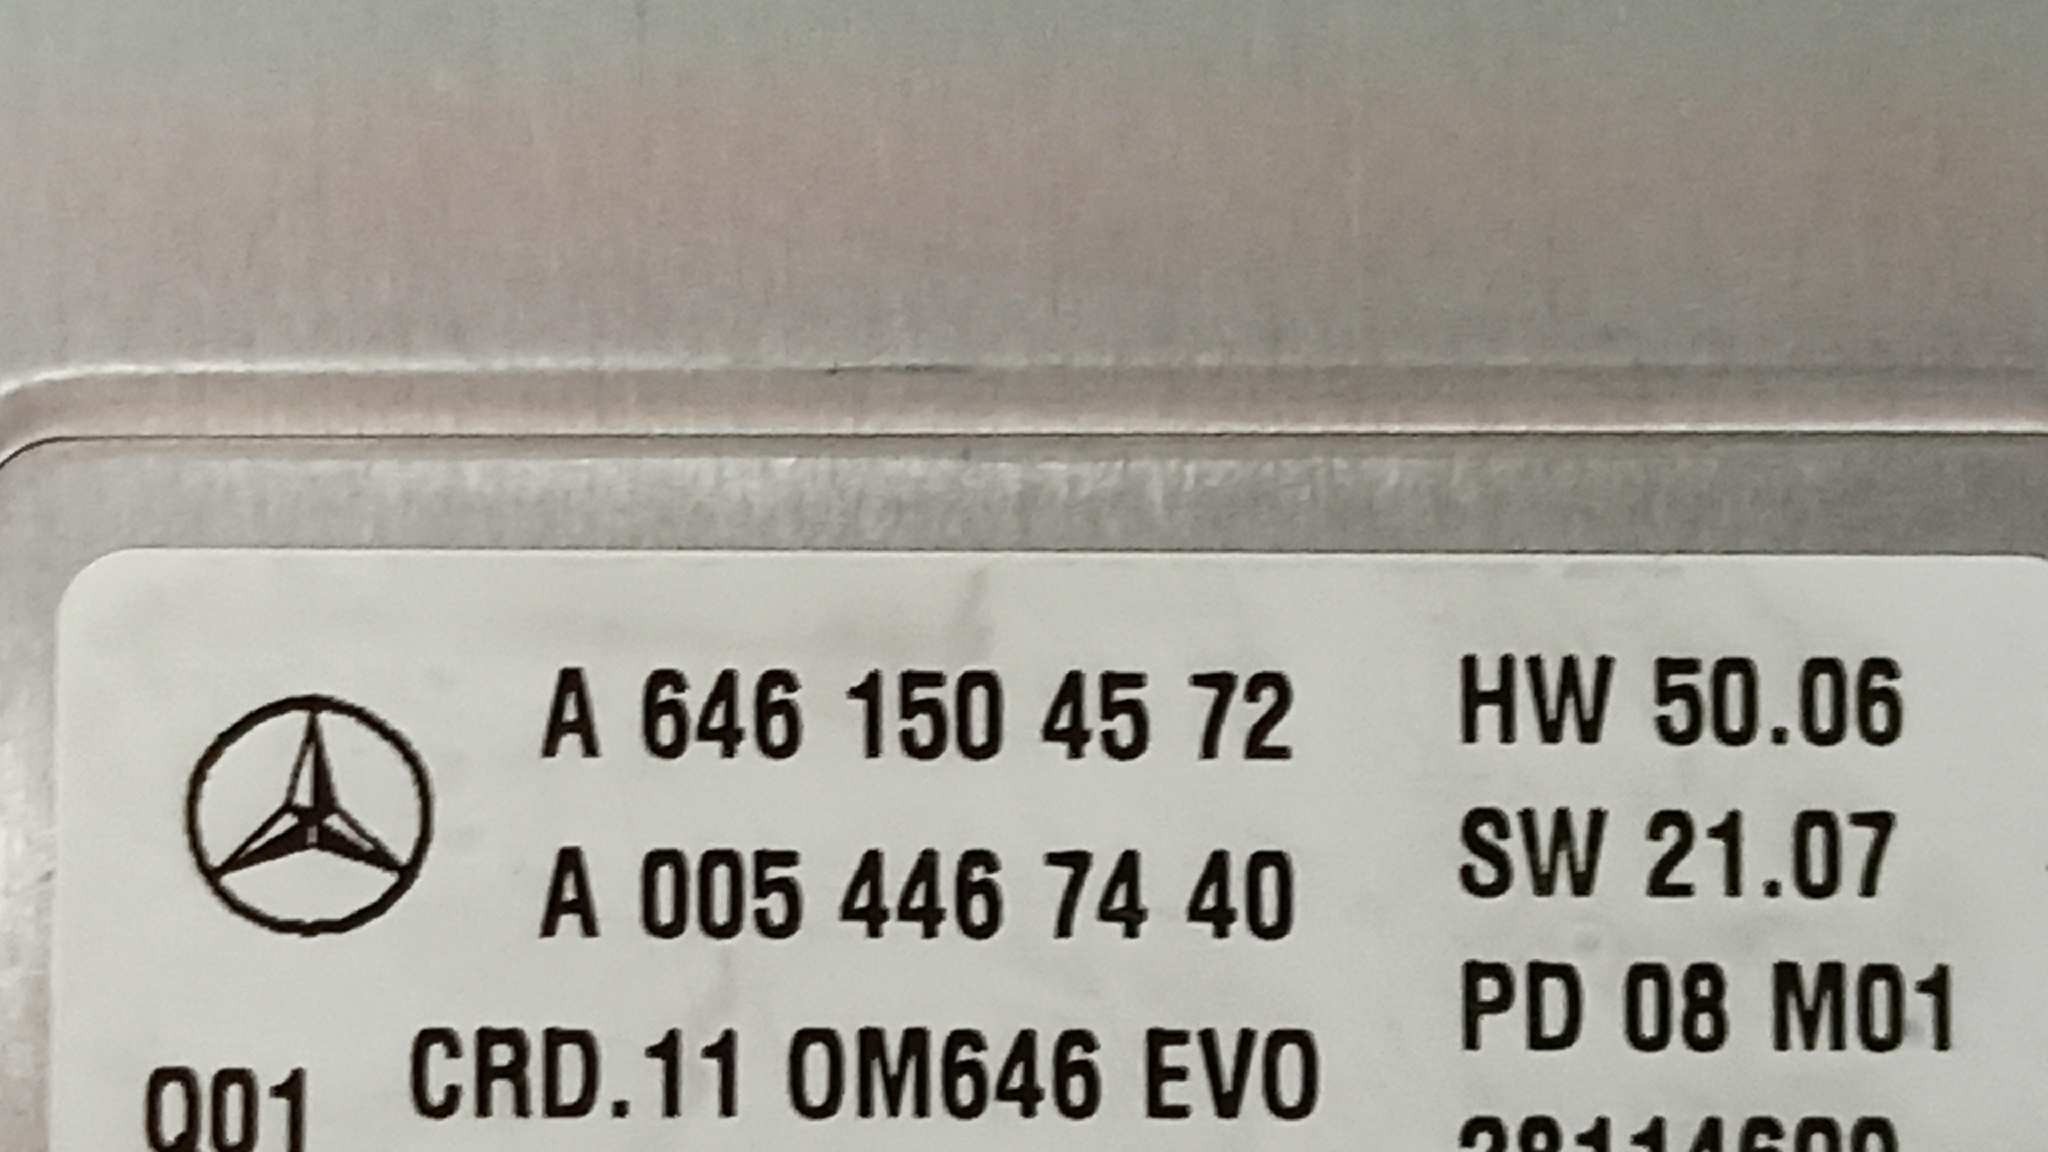 A 646 150 45 72
HW 50.06
A 005 446 74 40
SW 21.07
PD 08 M01
CRD.11 OM646 EVO
Q01